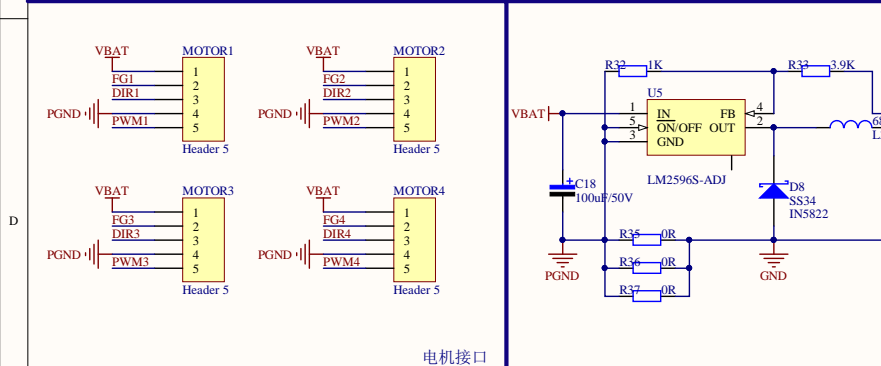 VBAT MOTOR1
1
FG1 2
DIR1 3
PGND 4
PWM1 5
Header 5
VBAT MOTOR2
1
FG2 2
DIR2 3
PGND 4
PWM2 5
Header 5
D
VBAT MOTOR3
1
FG3 2
DIR3 3
PGND 4
PWM3 5
Header 5
VBAT MOTOR4
1
FG4 2
DIR4 3
PGND 4
PWM4 5
Header 5
电机接口
R32 1K
R33 3.9K
U5
VBAT 1 IN FB 4
5 ON/OFF OUT 2
3 GND
LM2596S-ADJ
C18
100uF/50V
D8
SS34
IN5822
R35 0R
R36 0R
R37 0R
PGND
GND